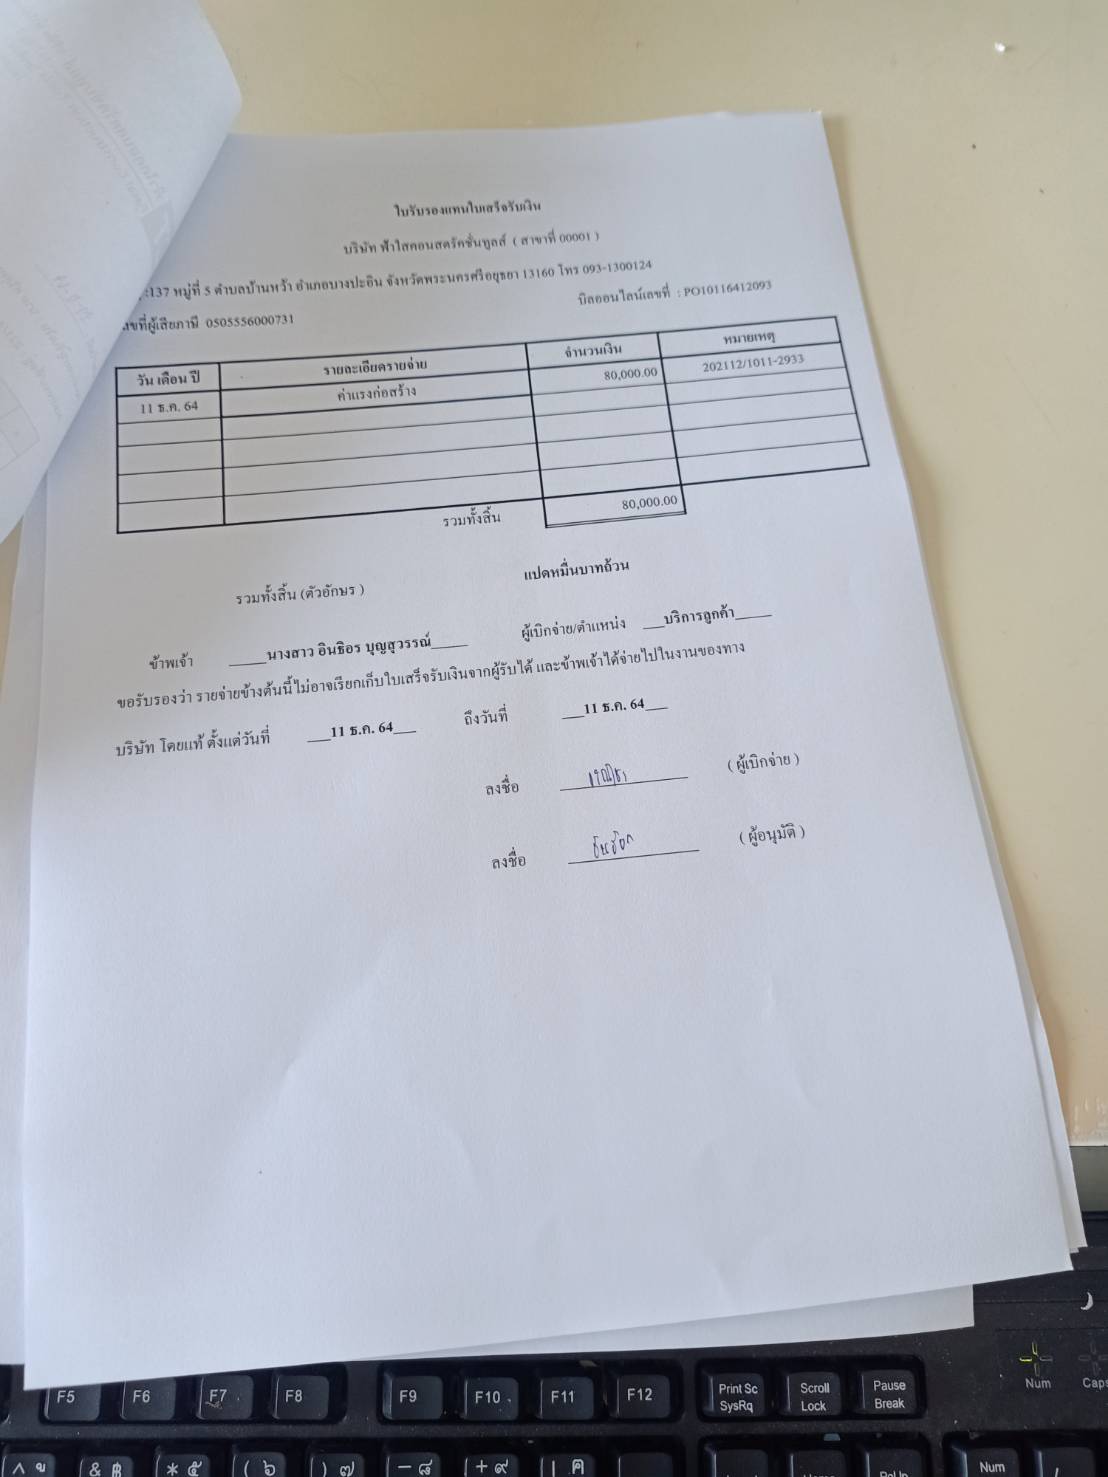 ใบรับรองแทนใบเสร็จรับเงิน
บริษัท ฟ้าใสคอนสตรัคชั่นทูลส์ ( สาขาที่ 00001 )
:137 หมู่ที่ 5 ตำบลบ้านหว้า อำเภอบางปะอิน จังหวัดพระนครศรีอยุธยา 13160 โทร 093-1300124
บิลออนไลน์เลขที่ : PO10116412093
เลขที่ผู้เสียภาษี 0505556000731
วัน เดือน ปี รายละเอียดรายจ่าย จำนวนเงิน หมายเหตุ
11 ธ.ค. 64 ค่าแรงก่อสร้าง 80,000.00 202112/1011-2933
รวมทั้งสิ้น 80,000.00
รวมทั้งสิ้น (ตัวอักษร ) แปดหมื่นบาทถ้วน
ข้าพเจ้า ____นางสาว อินธิอร บุญสุวรรณ์____ ผู้เบิกจ่าย/ตำแหน่ง ___บริการลูกค้า____
ขอรับรองว่า รายจ่ายข้างต้นนี้ไม่อาจเรียกเก็บใบเสร็จรับเงินจากผู้รับได้ และข้าพเจ้าได้จ่ายไปในงานของทาง
บริษัท โดยแท้ ตั้งแต่วันที่ ___11 ธ.ค. 64___ ถึงวันที่ ___11 ธ.ค. 64___
ลงชื่อ ( ผู้เบิกจ่าย )
ลงชื่อ ( ผู้อนุมัติ )
F5 F6 F7 F8 F9 F10 F11 F12 Print Sc SysRq Scroll Lock Pause Break Num Caps
Num